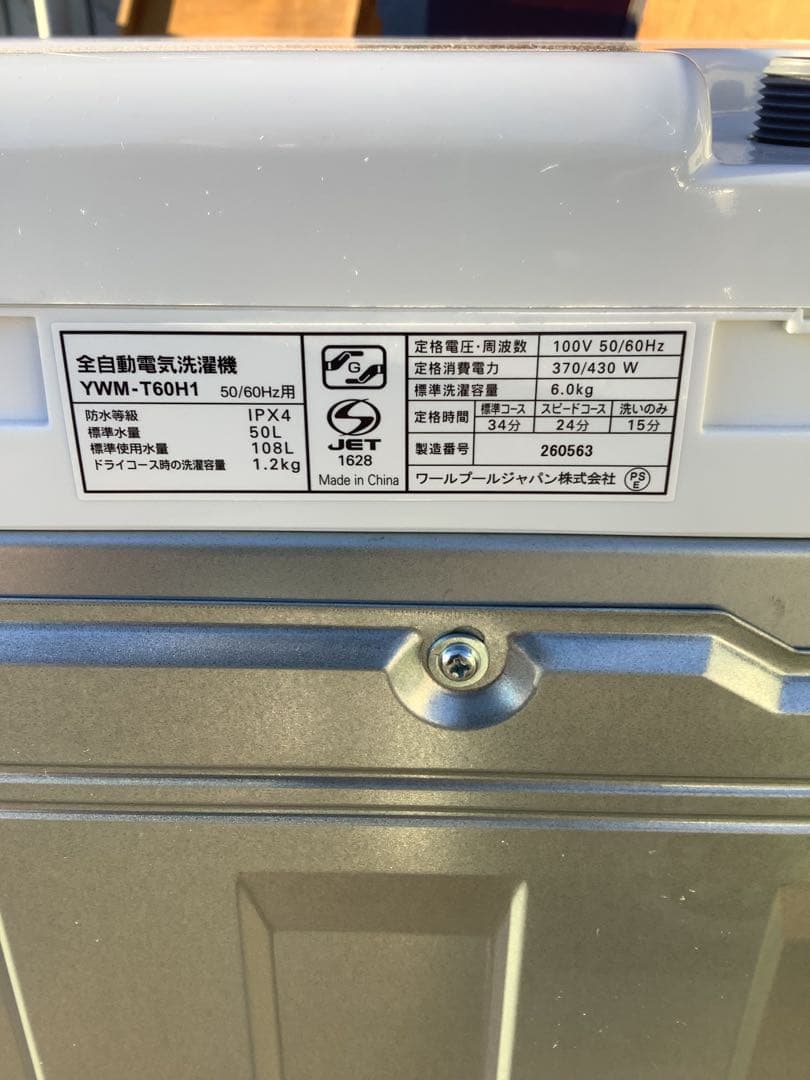 全自動電気洗濯機
YWM-T60H1 50/60Hz用
防水等級 IPX4
標準水量 50L
標準使用水量 108L
ドライコース時の洗濯容量 1.2kg
G
S
JET
1628
Made in China
定格電圧・周波数 100V 50/60Hz
定格消費電力 370/430 W
標準洗濯容量 6.0kg
定格時間 標準コース スピードコース 洗いのみ
34分 24分 15分
製造番号 260563
ワールプールジャパン株式会社 PS
E